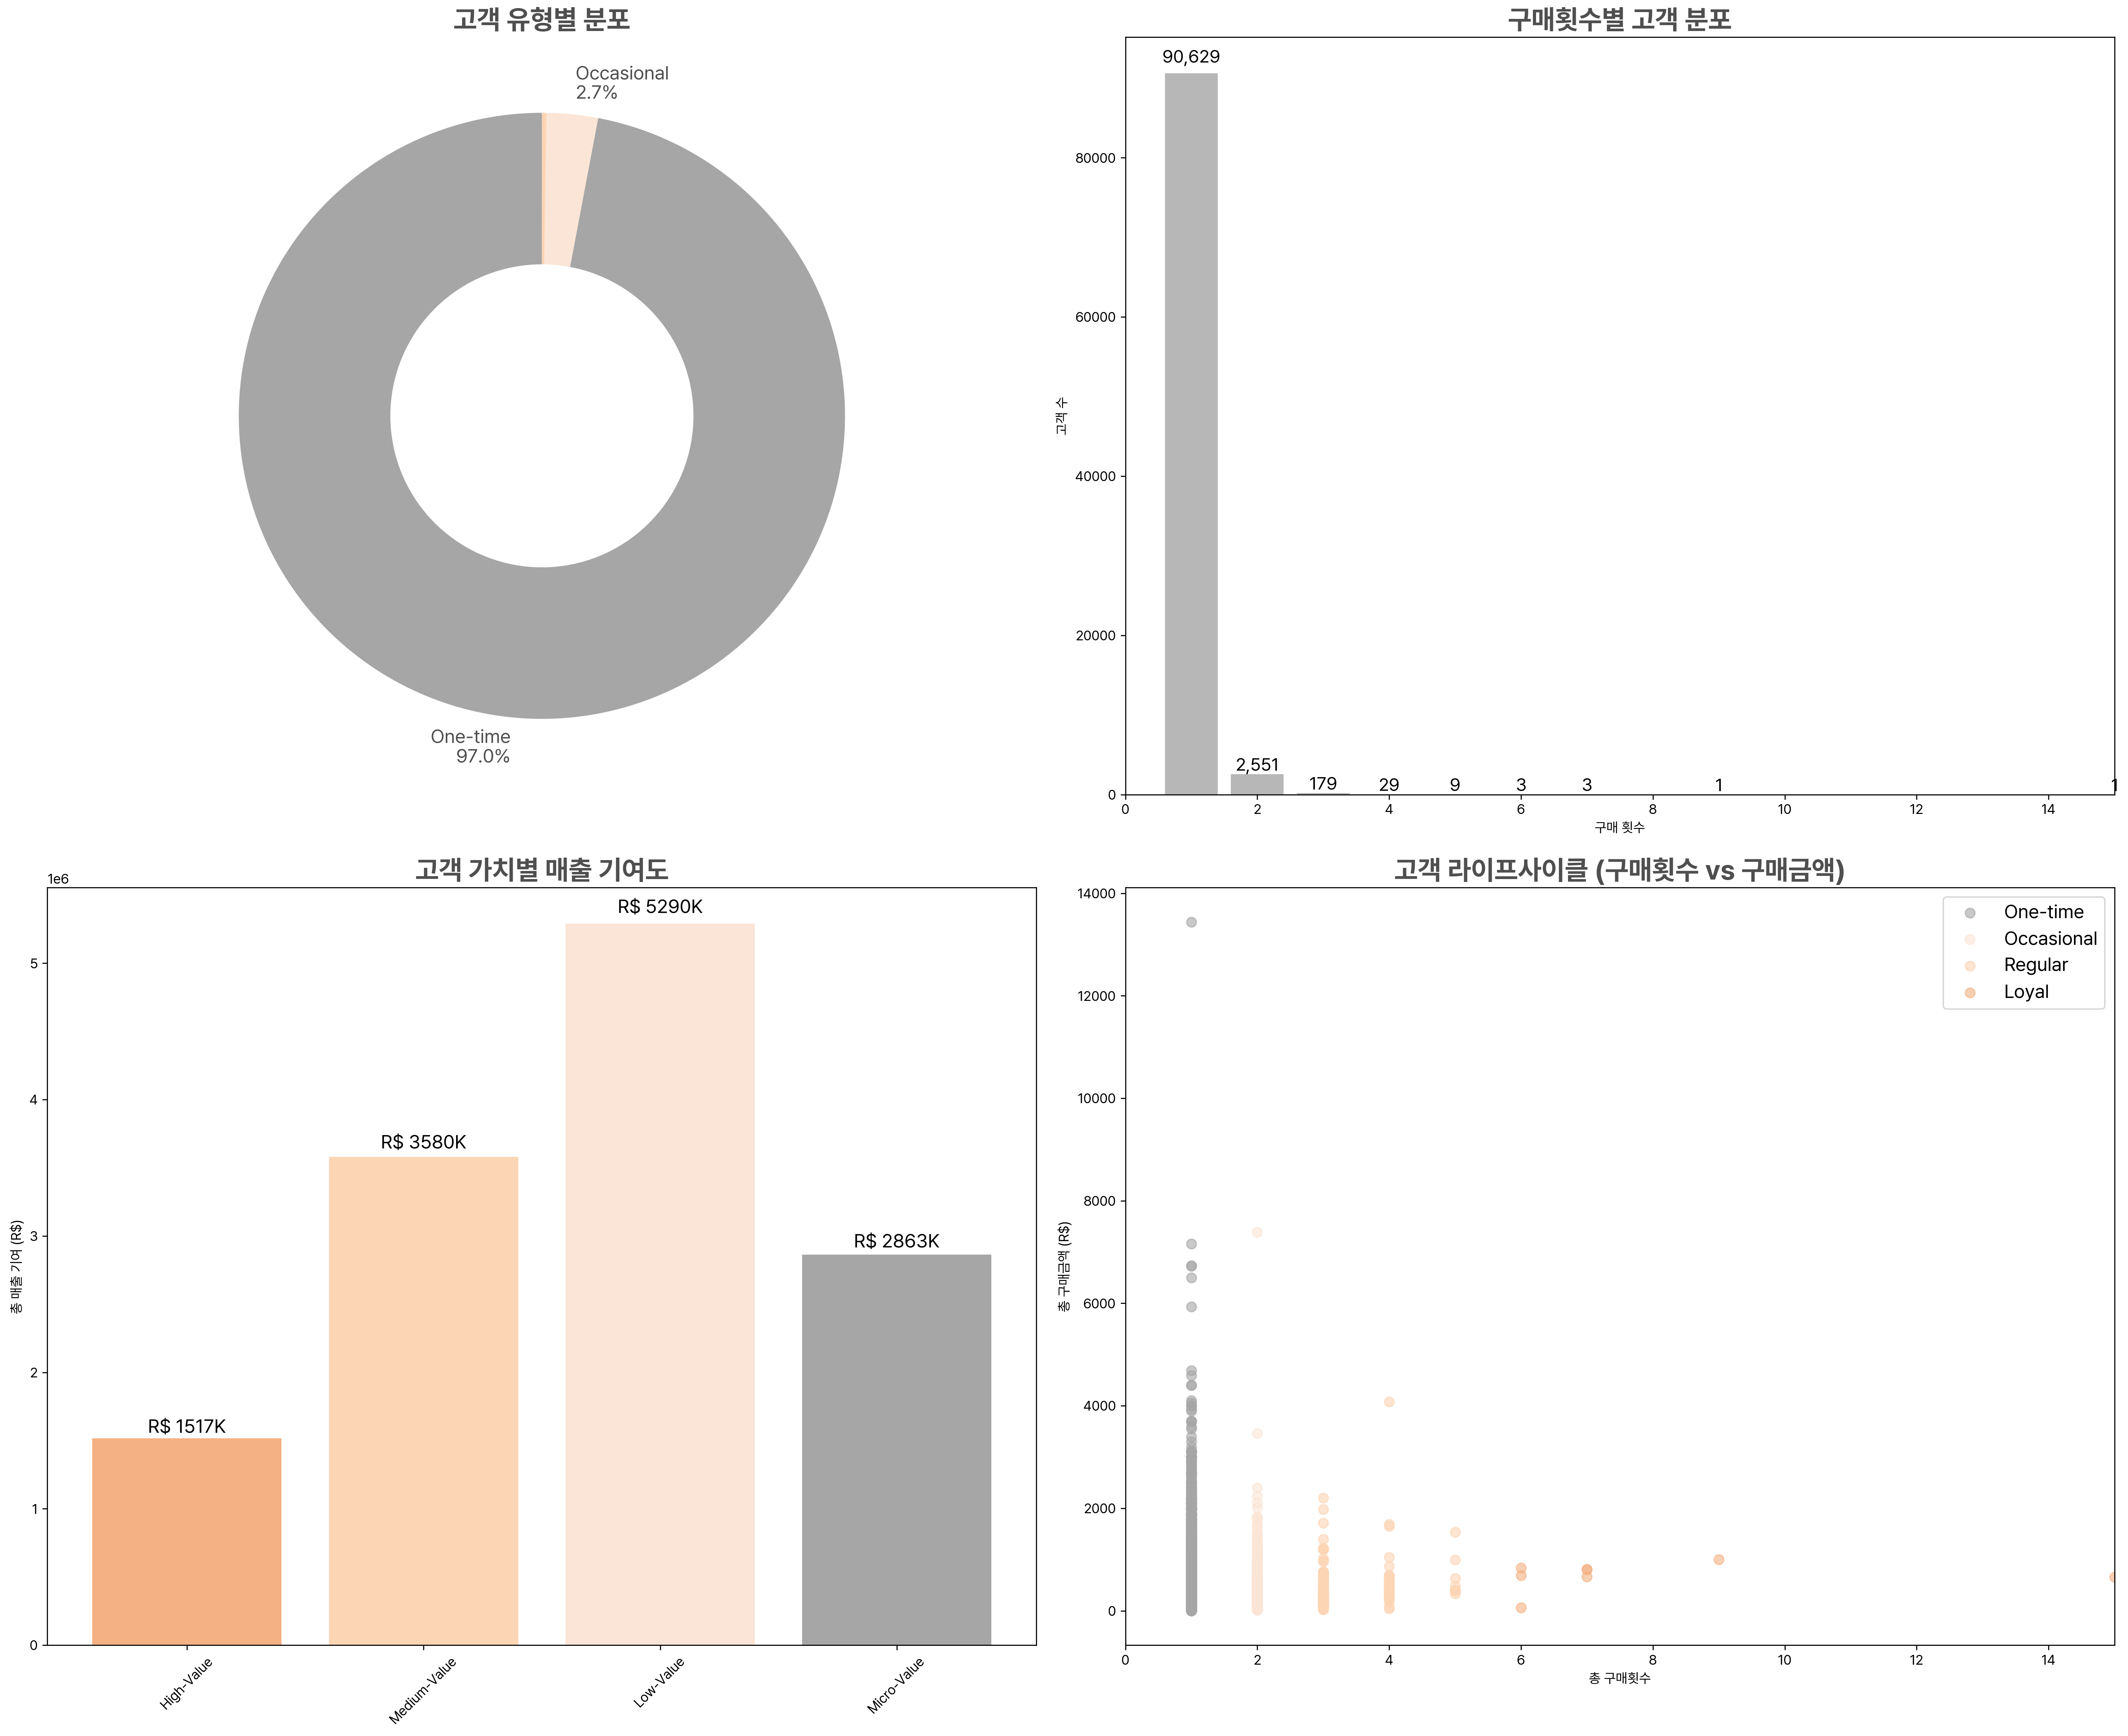 고객 유형별 분포
Occasional
2.7%
One-time
97.0%
구매횟수별 고객 분포
90,629
2,551
179
29
9
3
3
1
1
80000
60000
40000
20000
0
고객 수
0 2 4 6 8 10 12 14
구매 횟수
고객 가치별 매출 기여도
1e6
R$ 1517K
R$ 3580K
R$ 5290K
R$ 2863K
5
4
3
2
1
0
총 매출 기여 (R$)
High-Value
Medium-Value
Low-Value
Micro-Value
고객 라이프사이클 (구매횟수 vs 구매금액)
One-time
Occasional
Regular
Loyal
14000
12000
10000
8000
6000
4000
2000
0
총 구매금액 (R$)
0 2 4 6 8 10 12 14
총 구매횟수